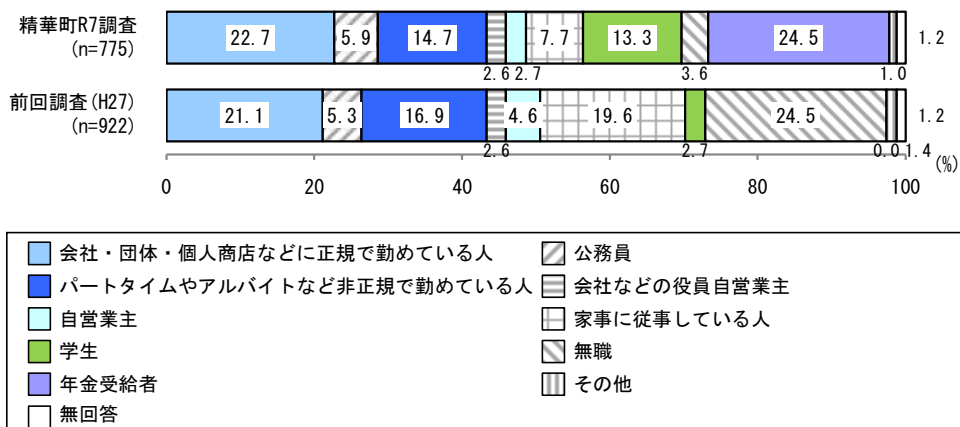 精華町R7調査
(n=775)
22.7 5.9 14.7 7.7 13.3 24.5 1.2
2.6 2.7 3.6 1.0
前回調査(H27)
(n=922)
21.1 5.3 16.9 4.6 19.6 24.5 1.2
2.6 2.7 0.0 1.4
(%)
0 20 40 60 80 100
会社・団体・個人商店などに正規で勤めている人 公務員
パートタイムやアルバイトなど非正規で勤めている人 会社などの役員自営業主
自営業主 家事に従事している人
学生 無職
年金受給者 その他
無回答